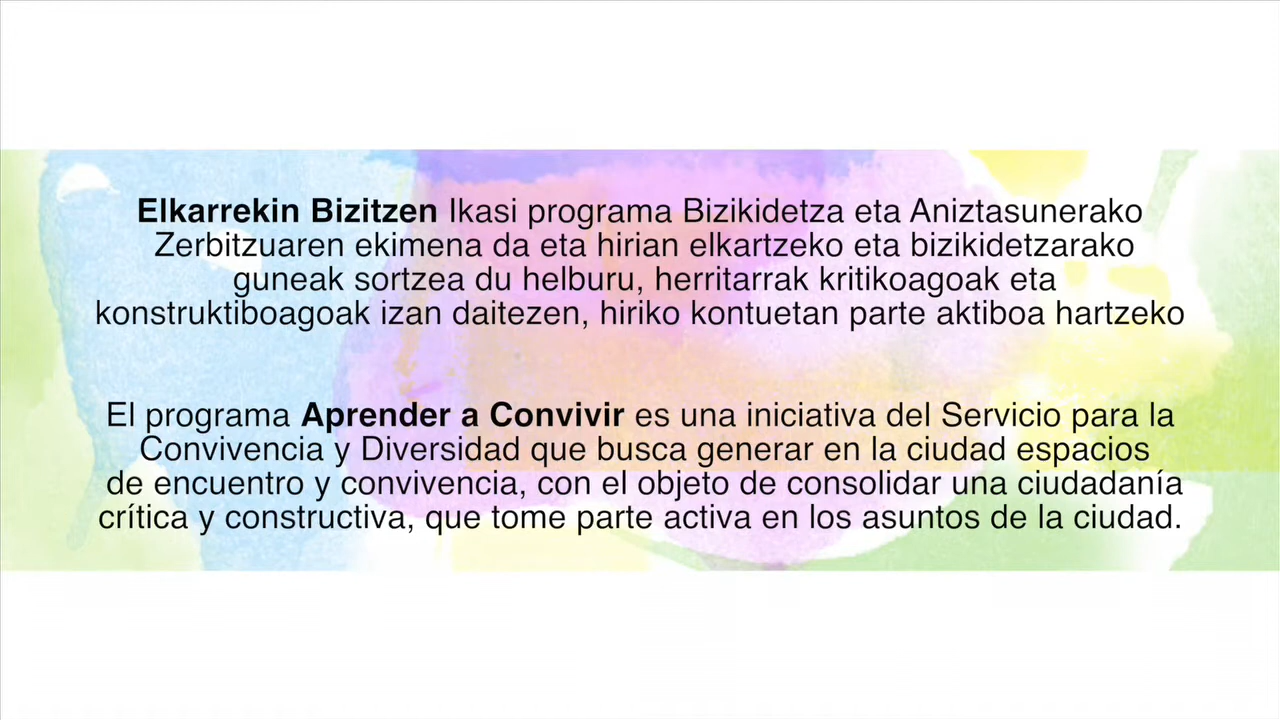 Elkarrekin Bizitzen Ikasi programa Bizikidetza eta Aniztasunerako
Zerbitzuaren ekimena da eta hirian elkartzeko eta bizikidetzarako
guneak sortzea du helburu, herritarrak kritikoagoak eta
konstruktiboagoak izan daitezen, hiriko kontuetan parte aktiboa hartzeko
El programa Aprender a Convivir es una iniciativa del Servicio para la
Convivencia y Diversidad que busca generar en la ciudad espacios
de encuentro y convivencia, con el objeto de consolidar una ciudadanía
crítica y constructiva, que tome parte activa en los asuntos de la ciudad.